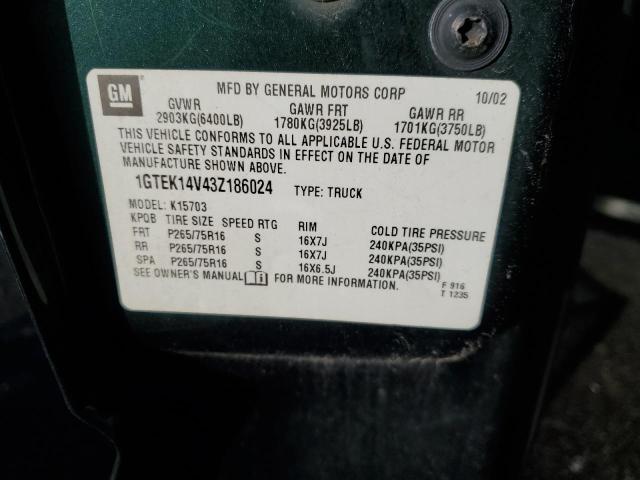 GM
MFD BY GENERAL MOTORS CORP 10/02
GVWR GAWR FRT GAWR RR
2903KG(6400LB) 1780KG(3925LB) 1701KG(3750LB)
THIS VEHICLE CONFORMS TO ALL APPLICABLE U.S. FEDERAL MOTOR
VEHICLE SAFETY STANDARDS IN EFFECT ON THE DATE OF
MANUFACTURE SHOWN ABOVE.
1GTEK14V43Z186024 TYPE: TRUCK
MODEL: K15703
KPQB TIRE SIZE SPEED RTG RIM COLD TIRE PRESSURE
FRT P265/75R16 S 16X7J 240KPA(35PSI)
RR P265/75R16 S 16X7J 240KPA(35PSI)
SPA P265/75R16 S 16X6.5J 240KPA(35PSI)
SEE OWNER'S MANUAL FOR MORE INFORMATION. F 916
T 1235